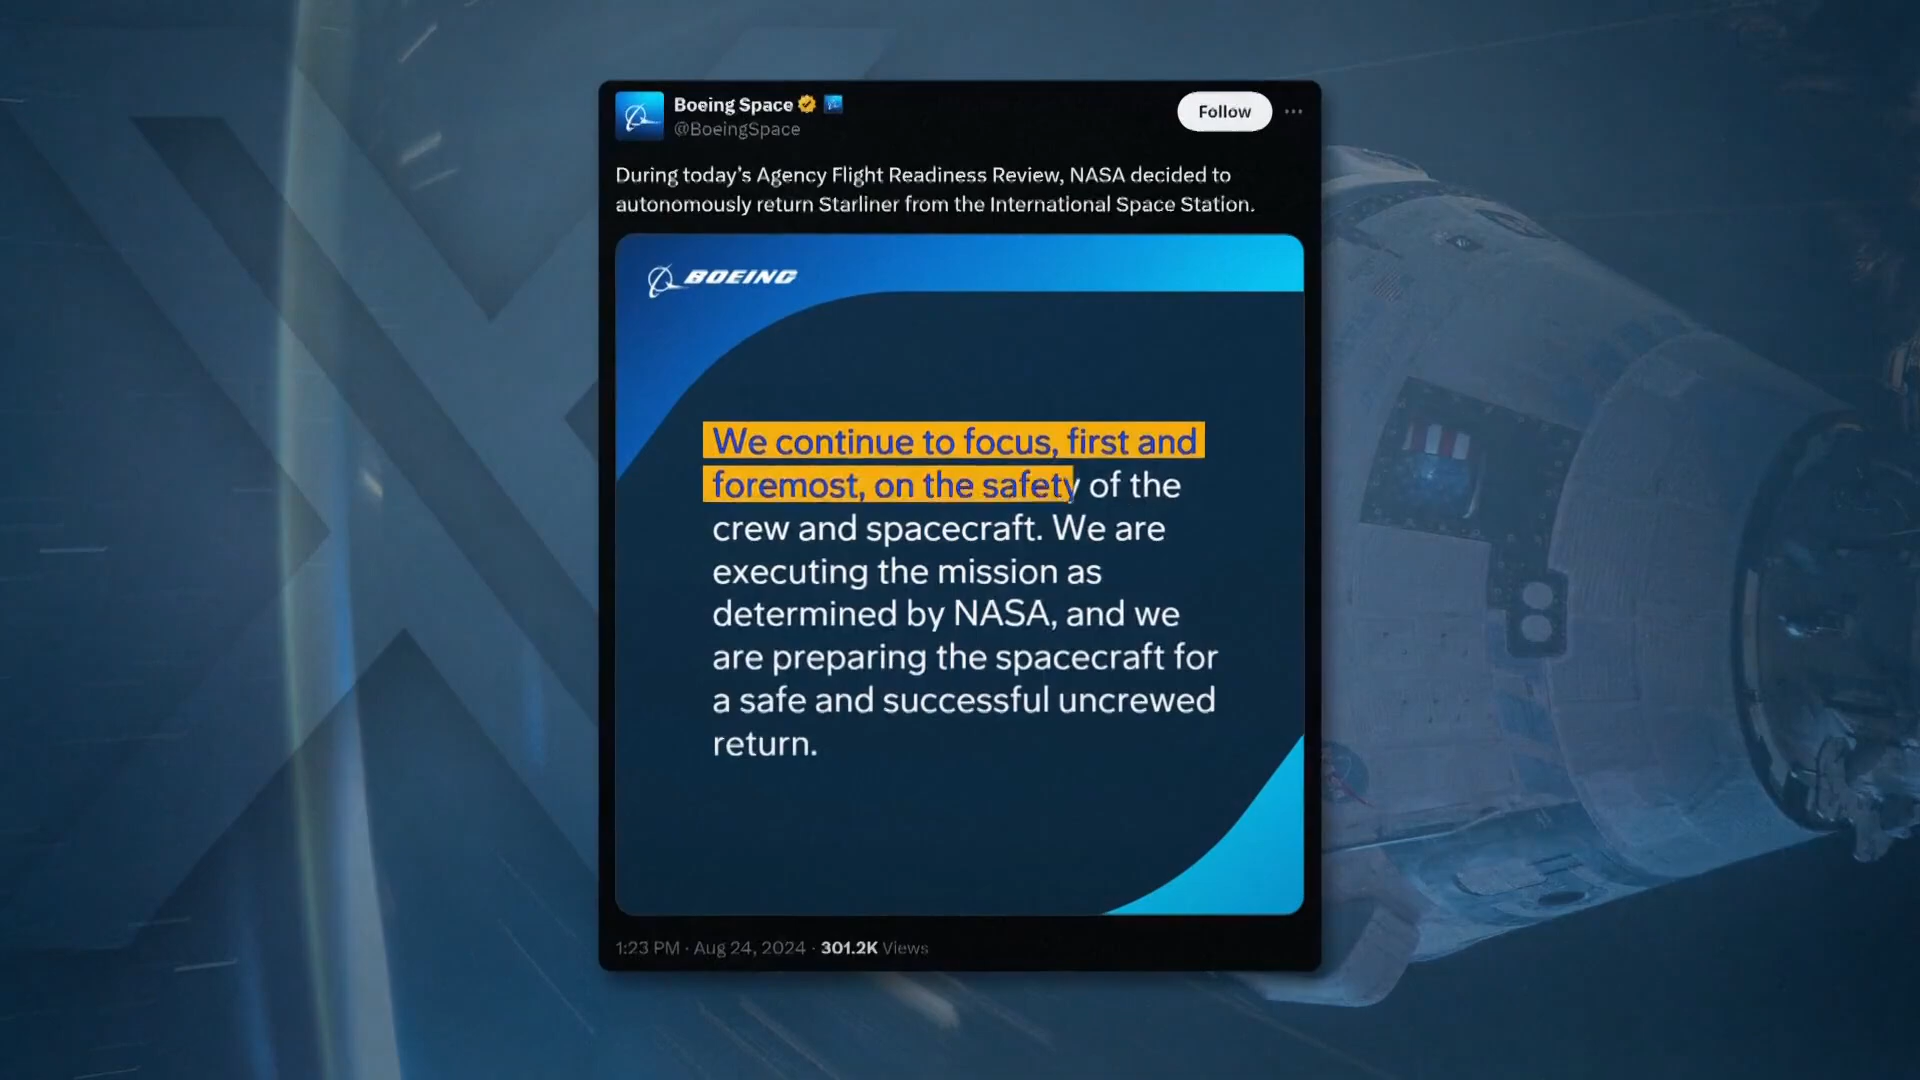 Boeing Space
@BoeingSpace
Follow
During today's Agency Flight Readiness Review, NASA decided to
autonomously return Starliner from the International Space Station.
BOEING
We continue to focus, first and
foremost, on the safety of the
crew and spacecraft. We are
executing the mission as
determined by NASA, and we
are preparing the spacecraft for
a safe and successful uncrewed
return.
1:23 PM · Aug 24, 2024 · 301.2K Views